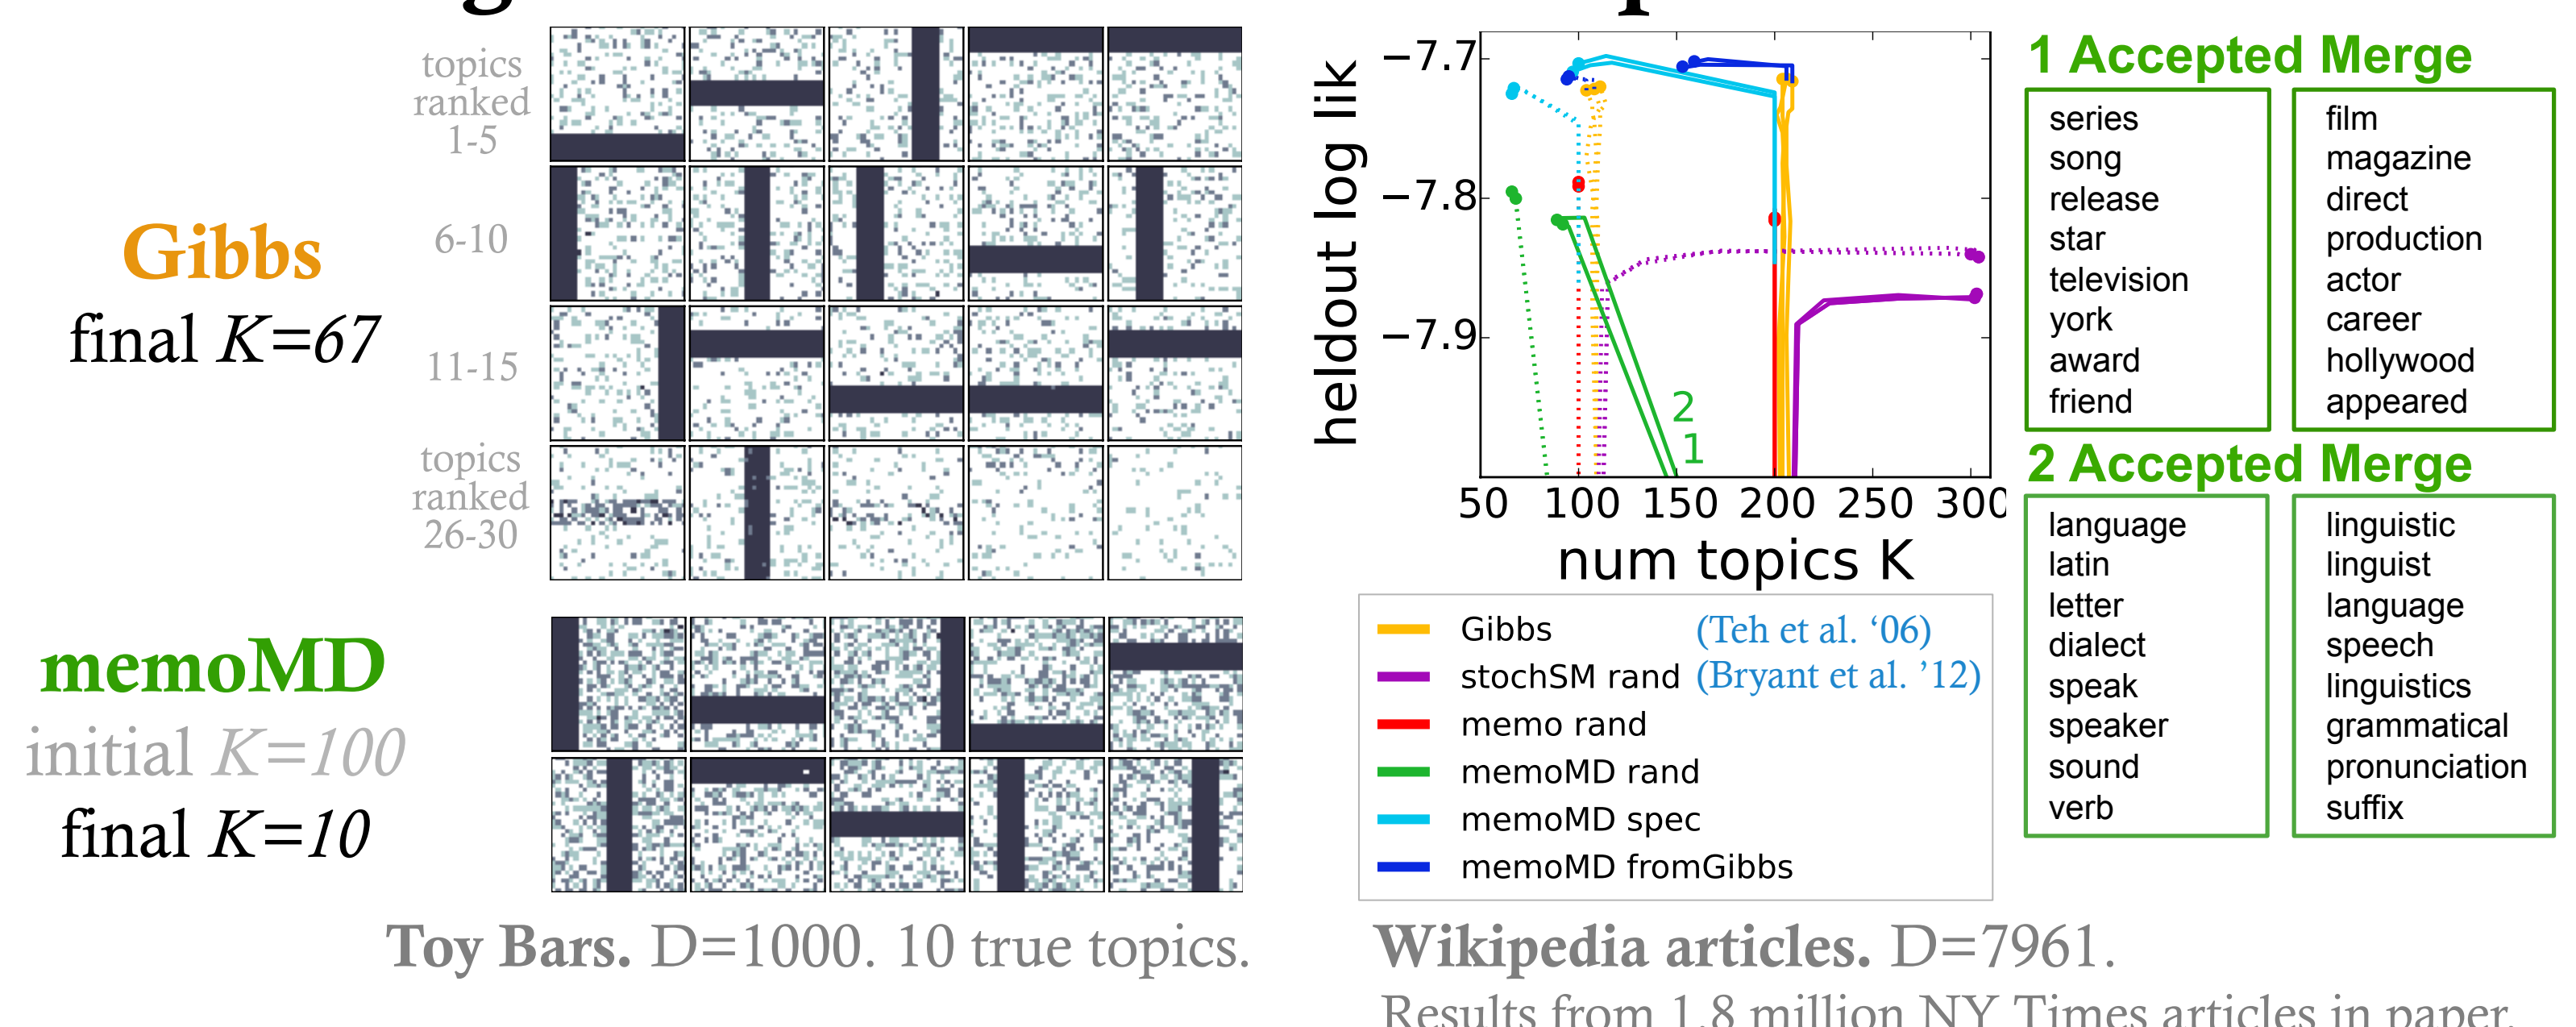 topics
ranked
1-5
6-10
Gibbs
final K=67
11-15
topics
ranked
26-30
memoMD
initial K=100
final K=10
Toy Bars. D=1000. 10 true topics.
heldout log lik
−7.7
−7.8
−7.9
2
1
50 100 150 200 250 300
num topics K
Gibbs (Teh et al. ‘06)
stochSM rand (Bryant et al. ’12)
memo rand
memoMD rand
memoMD spec
memoMD fromGibbs
Wikipedia articles. D=7961.
Results from 1.8 million NY Times articles in paper.
1 Accepted Merge
series
song
release
star
television
york
award
friend
film
magazine
direct
production
actor
career
hollywood
appeared
2 Accepted Merge
language
latin
letter
dialect
speak
speaker
sound
verb
linguistic
linguist
language
speech
linguistics
grammatical
pronunciation
suffix